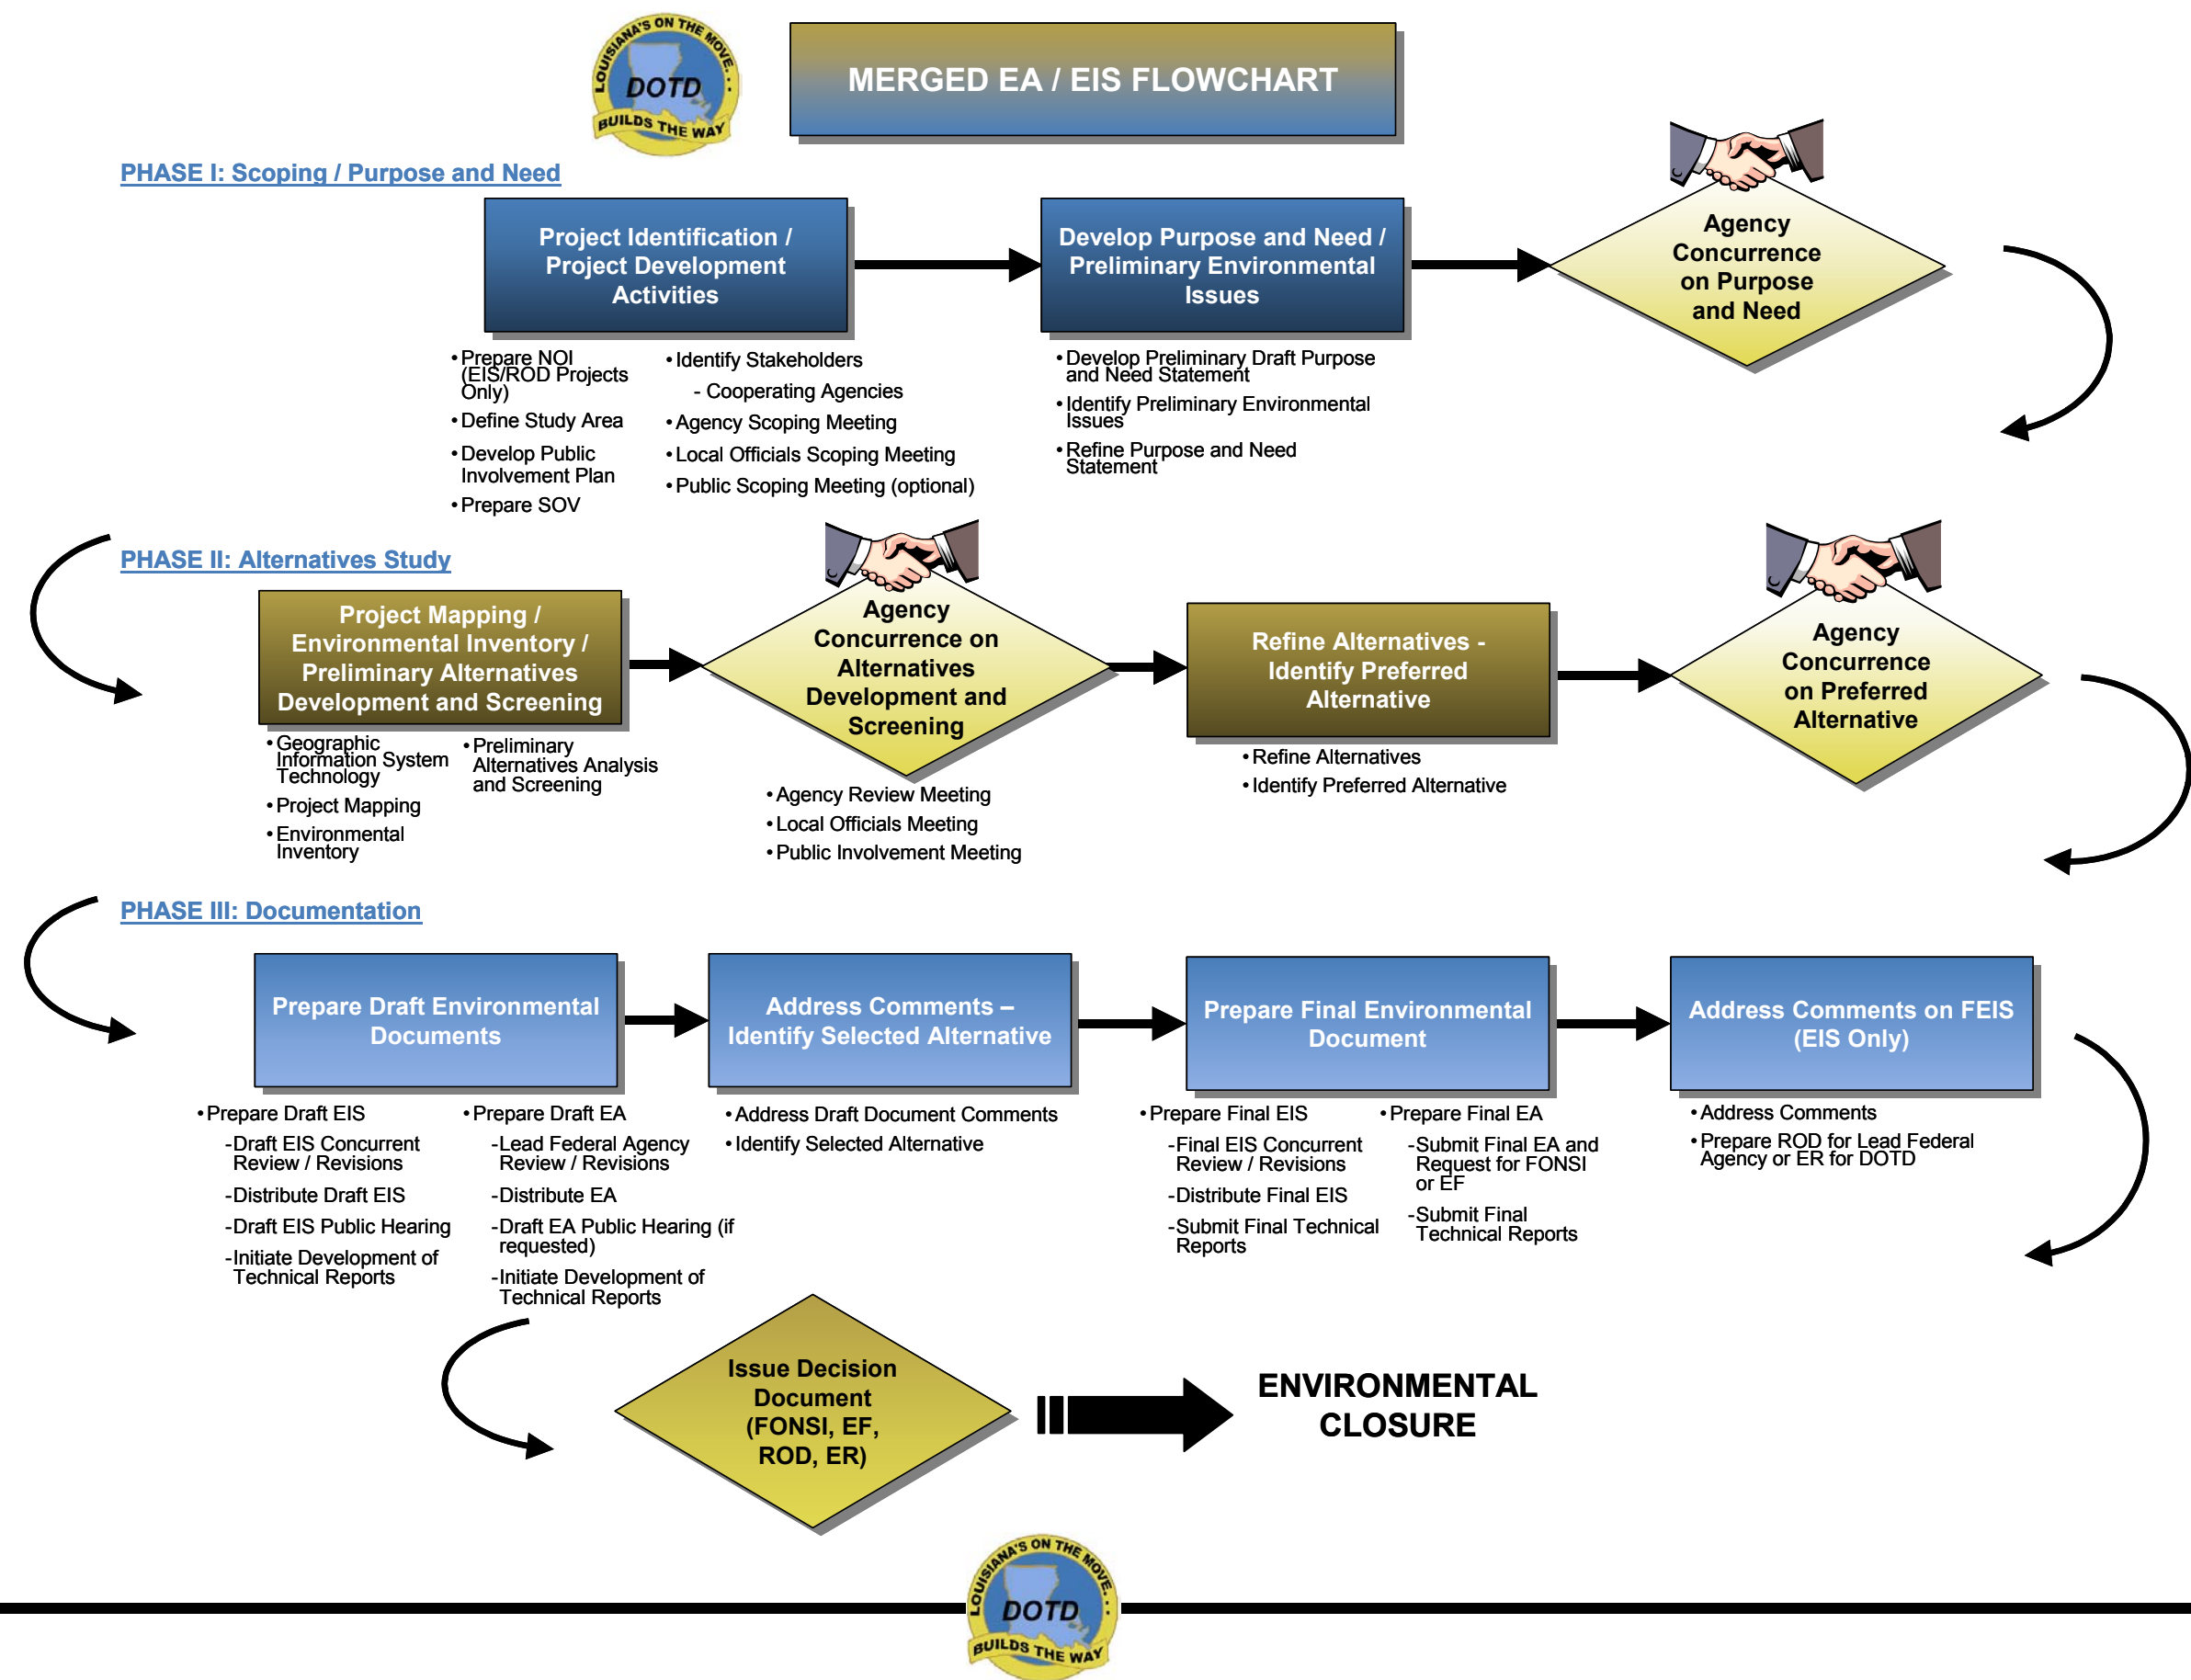 LOUISIANA'S ON THE MOVE. . .
DOTD
BUILDS THE WAY
MERGED EA / EIS FLOWCHART
PHASE I: Scoping / Purpose and Need
Project Identification /
Project Development
Activities
•Prepare NOI
(EIS/ROD Projects
Only)
•Define Study Area
•Develop Public
Involvement Plan
•Prepare SOV
•Identify Stakeholders
- Cooperating Agencies
•Agency Scoping Meeting
•Local Officials Scoping Meeting
•Public Scoping Meeting (optional)
Develop Purpose and Need /
Preliminary Environmental
Issues
•Develop Preliminary Draft Purpose
and Need Statement
•Identify Preliminary Environmental
Issues
•Refine Purpose and Need
Statement
Agency
Concurrence
on Purpose
and Need
PHASE II: Alternatives Study
Project Mapping /
Environmental Inventory /
Preliminary Alternatives
Development and Screening
•Geographic
Information System
Technology
•Project Mapping
•Environmental
Inventory
•Preliminary
Alternatives Analysis
and Screening
Agency
Concurrence on
Alternatives
Development and
Screening
•Agency Review Meeting
•Local Officials Meeting
•Public Involvement Meeting
Refine Alternatives -
Identify Preferred
Alternative
•Refine Alternatives
•Identify Preferred Alternative
Agency
Concurrence
on Preferred
Alternative
PHASE III: Documentation
Prepare Draft Environmental
Documents
•Prepare Draft EIS
-Draft EIS Concurrent
Review / Revisions
-Distribute Draft EIS
-Draft EIS Public Hearing
-Initiate Development of
Technical Reports
•Prepare Draft EA
-Lead Federal Agency
Review / Revisions
-Distribute EA
-Draft EA Public Hearing (if
requested)
-Initiate Development of
Technical Reports
Address Comments –
Identify Selected Alternative
•Address Draft Document Comments
•Identify Selected Alternative
Prepare Final Environmental
Document
•Prepare Final EIS
-Final EIS Concurrent
Review / Revisions
-Distribute Final EIS
-Submit Final Technical
Reports
•Prepare Final EA
-Submit Final EA and
Request for FONSI
or EF
-Submit Final
Technical Reports
Address Comments on FEIS
(EIS Only)
•Address Comments
•Prepare ROD for Lead Federal
Agency or ER for DOTD
Issue Decision
Document
(FONSI, EF,
ROD, ER)
ENVIRONMENTAL
CLOSURE
LOUISIANA'S ON THE MOVE. . .
DOTD
BUILDS THE WAY